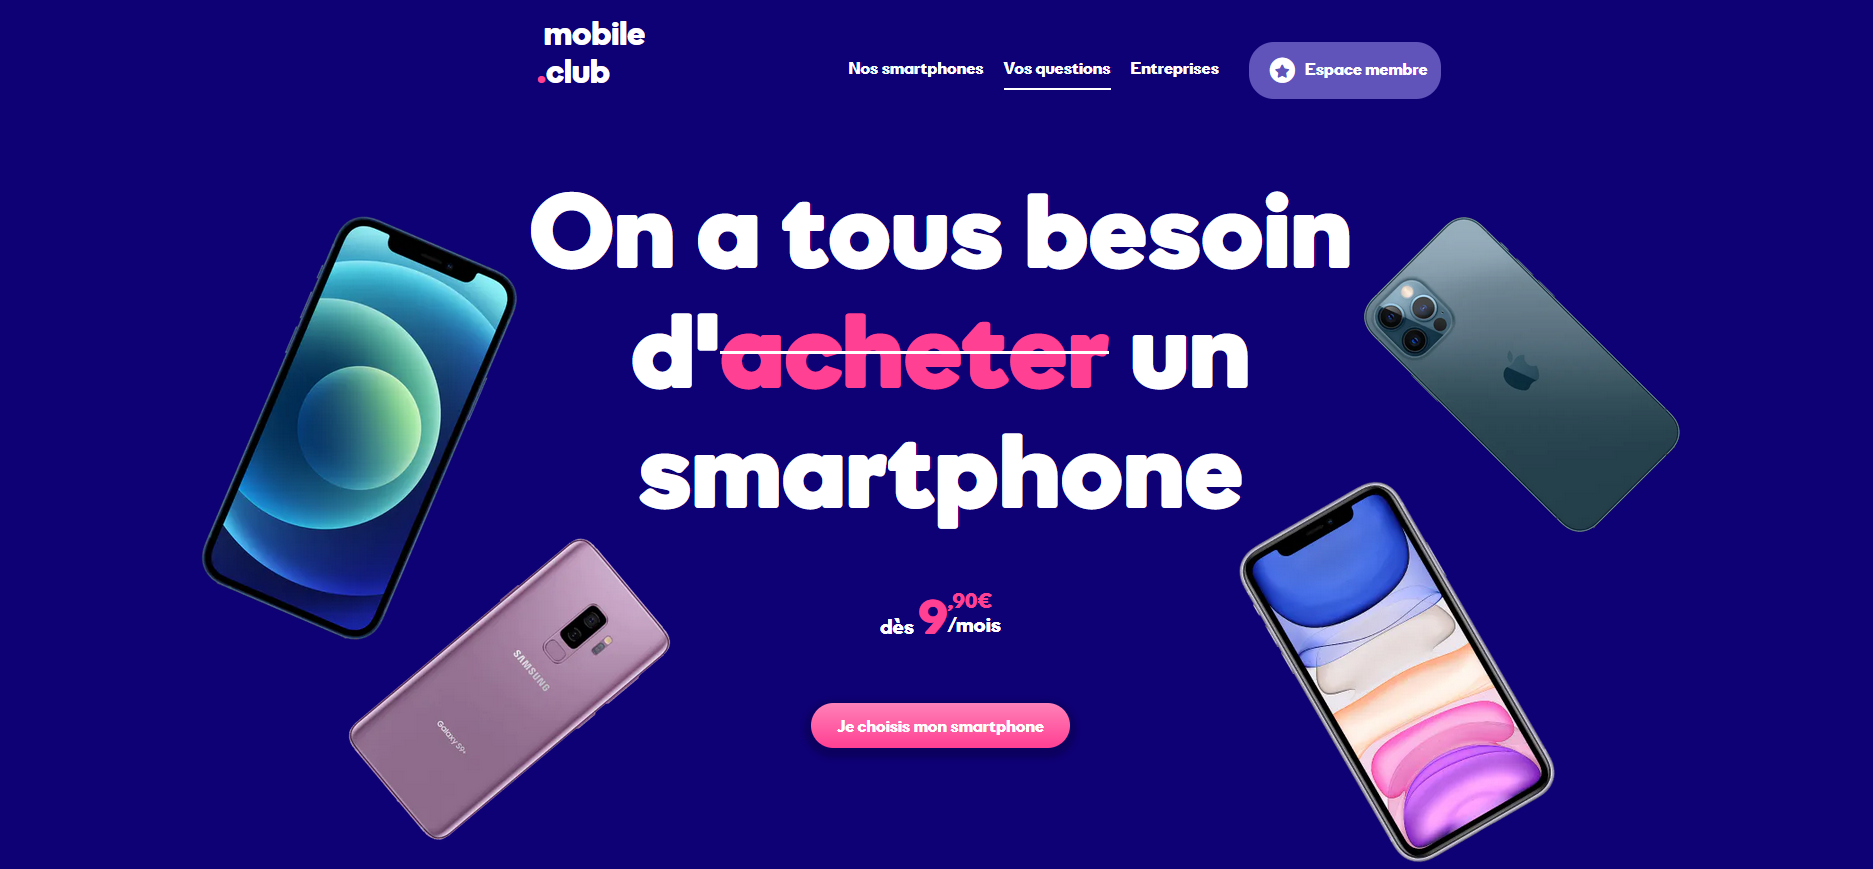 mobile
.club
Nos smartphones
Vos questions
Entreprises
Espace membre
On a tous besoin
d'acheter un
smartphone
dès 9,90€/mois
Je choisis mon smartphone
SAMSUNG
Galaxy S9+